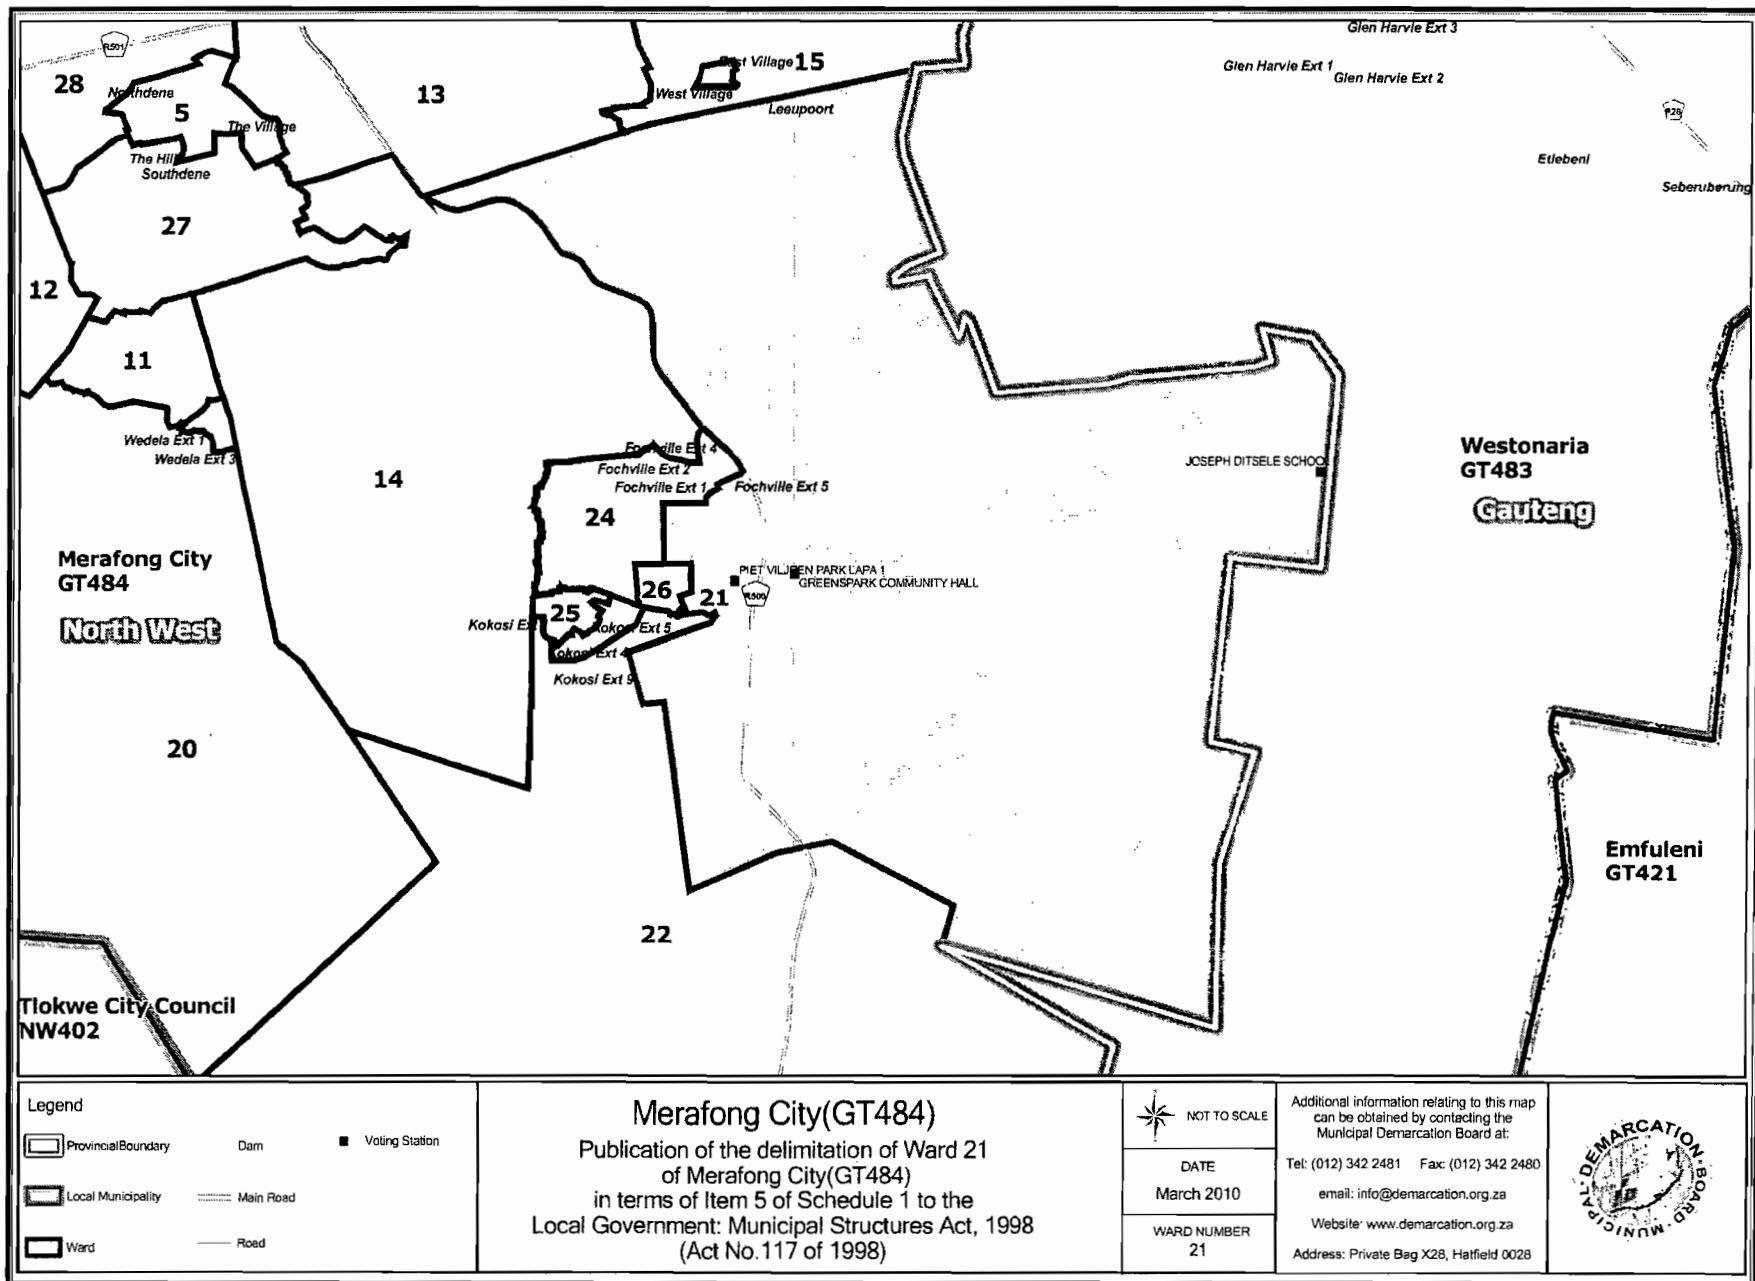 Glen Harvie Ext 3
R501
28
Northdene
5
The Village
The Hill
Southdene
13
East Village
15
West Village
Leeupoort
Glen Harvie Ext 1
Glen Harvie Ext 2
R28
Etlebeni
27
12
11
Wedela Ext 1
Wedela Ext 3
14
Fochville Ext 4
Fochville Ext 2
Fochville Ext 1
Fochville Ext 5
24
JOSEPH DITSELE SCHOOL
Westonaria
GT483
Gauteng
Merafong City
GT484
North West
PIET VILJOEN PARK LAPA 1
GREENSPARK COMMUNITY HALL
R500
26
21
25
Kokosi Ext
Kokosi Ext 5
Kokosi Ext 4
Kokosi Ext 9
20
22
Emfuleni
GT421
Tlokwe City Council
NW402
Legend
Provincial Boundary
Dam
Voting Station
Local Municipality
Main Road
Ward
Road
Merafong City(GT484)
Publication of the delimitation of Ward 21
of Merafong City(GT484)
in terms of Item 5 of Schedule 1 to the
Local Government: Municipal Structures Act, 1998
(Act No.117 of 1998)
NOT TO SCALE
DATE
March 2010
WARD NUMBER
21
Additional information relating to this map
can be obtained by contacting the
Municipal Demarcation Board at:
Tel: (012) 342 2481 Fax: (012) 342 2480
email: info@demarcation.org.za
Website: www.demarcation.org.za
Address: Private Bag X28, Hatfield 0028
MUNICIPAL DEMARCATION BOARD